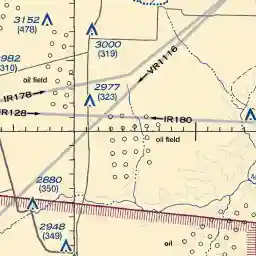 3152
(478)
3000
(319)
982
310)
oil field
VR1116
2977
(323)
IR178
IR128
IR180
oil field
2680
(350)
2948
(349)
oil